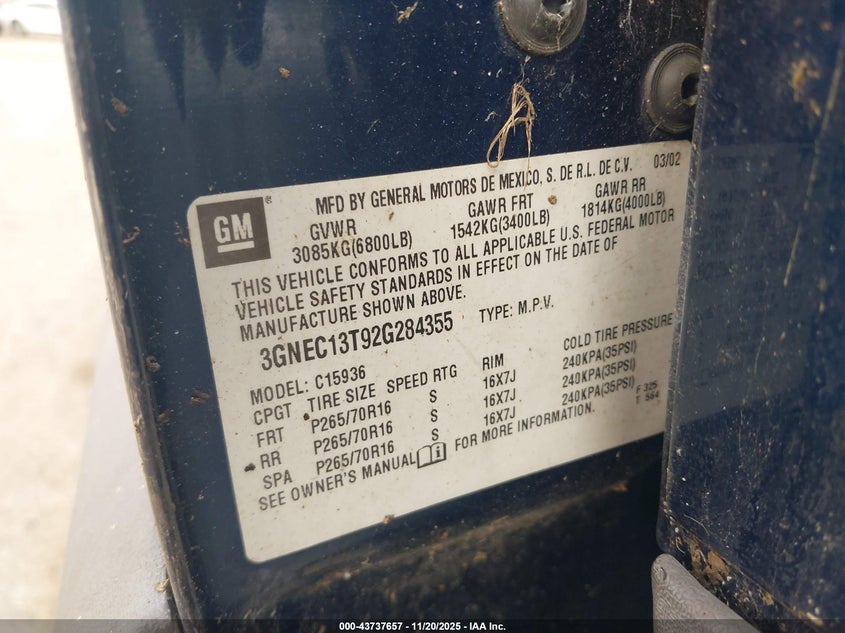 GM
MFD BY GENERAL MOTORS DE MEXICO, S. DE R.L. DE C.V. 03/02
GVWR GAWR FRT GAWR RR
3085KG(6800LB) 1542KG(3400LB) 1814KG(4000LB)
THIS VEHICLE CONFORMS TO ALL APPLICABLE U.S. FEDERAL MOTOR
VEHICLE SAFETY STANDARDS IN EFFECT ON THE DATE OF
MANUFACTURE SHOWN ABOVE.
3GNEC13T92G284355 TYPE: M.P.V.
MODEL: C15936
CPGT TIRE SIZE SPEED RTG RIM COLD TIRE PRESSURE
FRT P265/70R16 S 16X7J 240KPA(35PSI)
RR P265/70R16 S 16X7J 240KPA(35PSI)
SPA P265/70R16 S 16X7J 240KPA(35PSI)
F 325
T 564
SEE OWNER'S MANUAL FOR MORE INFORMATION.
000-43737657 - 11/20/2025 - IAA Inc.